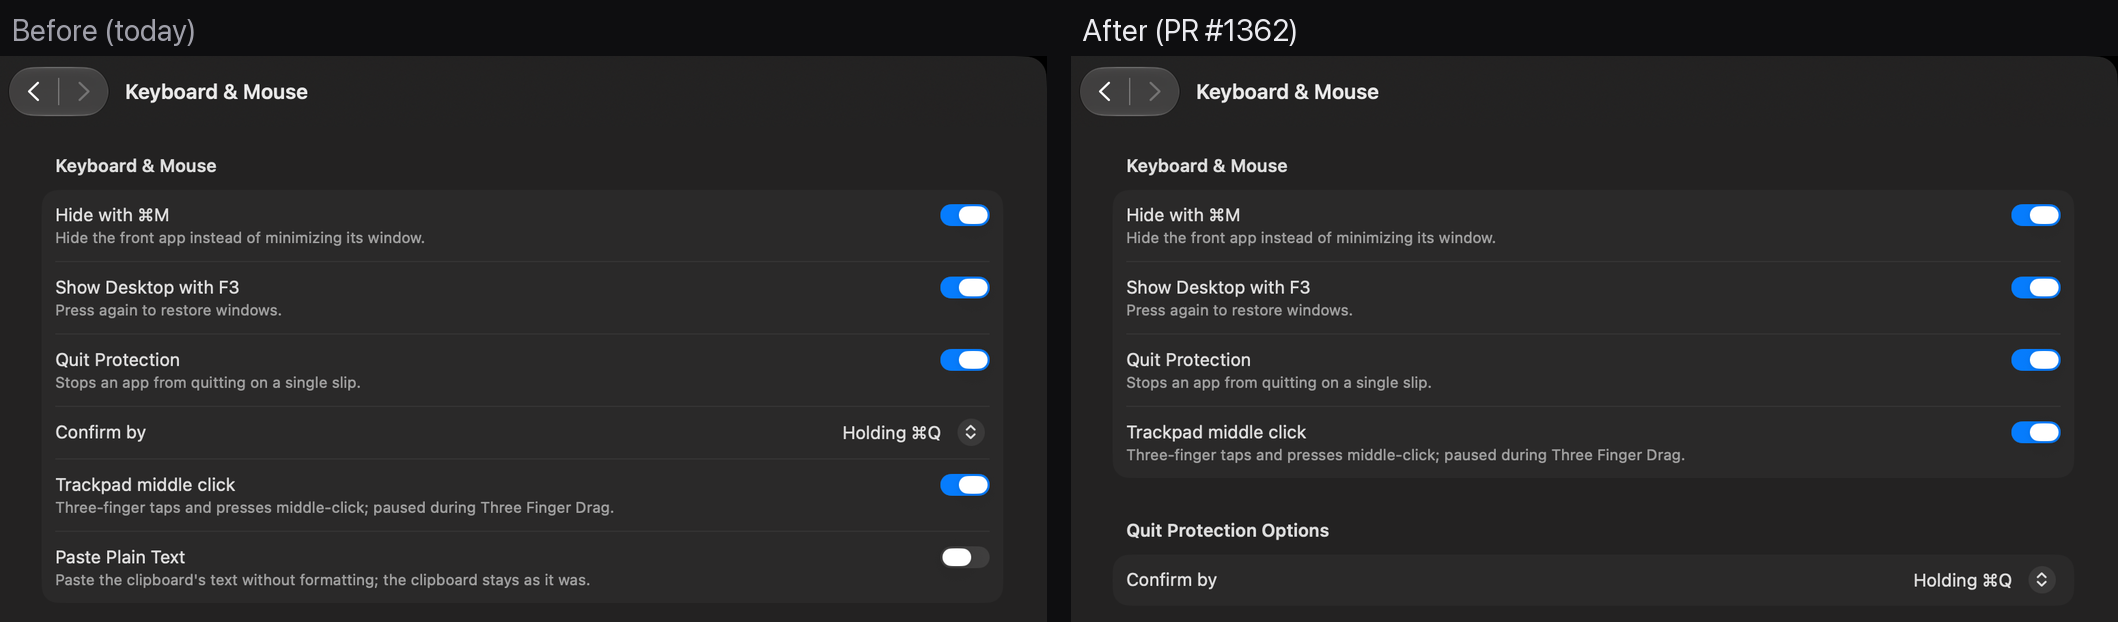 Before (today)
Keyboard & Mouse
Keyboard & Mouse
Hide with ⌘M
Hide the front app instead of minimizing its window.
Show Desktop with F3
Press again to restore windows.
Quit Protection
Stops an app from quitting on a single slip.
Confirm by
Holding ⌘Q
Trackpad middle click
Three-finger taps and presses middle-click; paused during Three Finger Drag.
Paste Plain Text
Paste the clipboard's text without formatting; the clipboard stays as it was.
After (PR #1362)
Keyboard & Mouse
Keyboard & Mouse
Hide with ⌘M
Hide the front app instead of minimizing its window.
Show Desktop with F3
Press again to restore windows.
Quit Protection
Stops an app from quitting on a single slip.
Trackpad middle click
Three-finger taps and presses middle-click; paused during Three Finger Drag.
Quit Protection Options
Confirm by
Holding ⌘Q